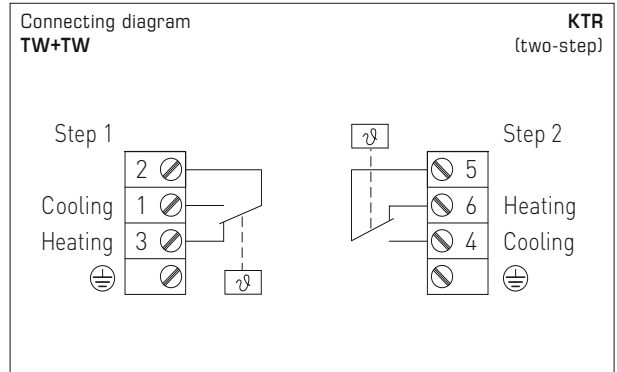 Connecting diagram
TW+TW
KTR
(two-step)
Step 1
2
Cooling 1
Heating 3
ϑ
ϑ
Step 2
5
6 Heating
4 Cooling